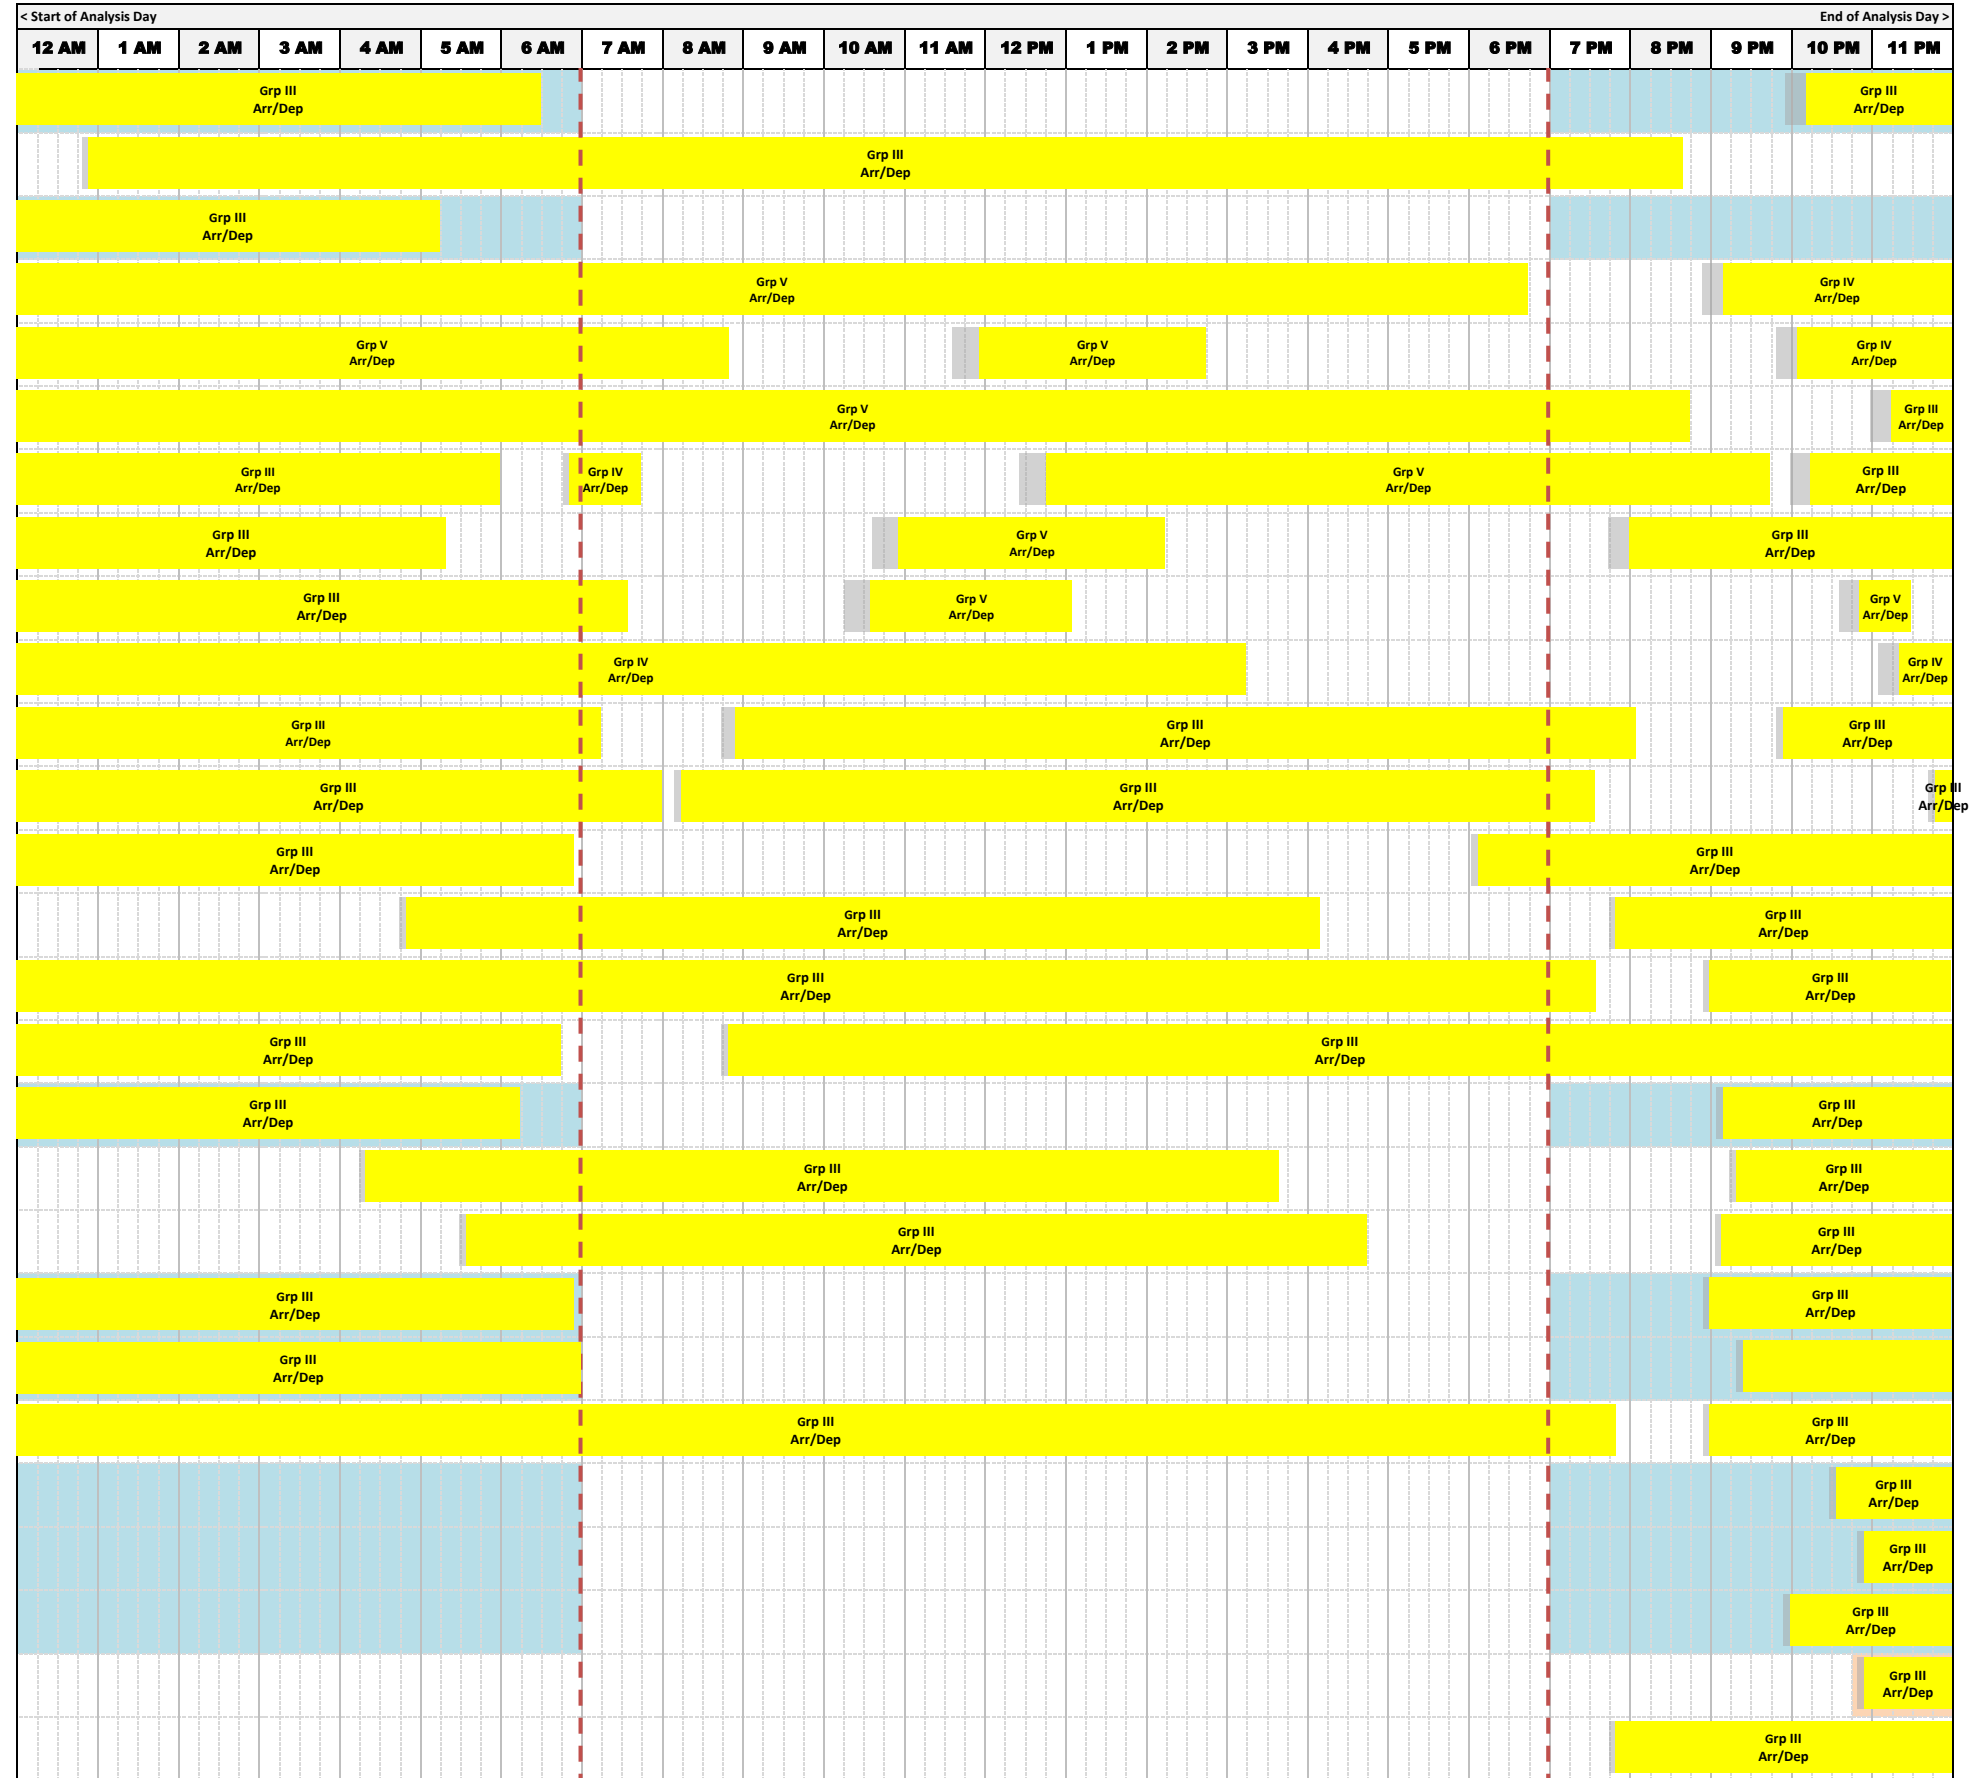 < Start of Analysis Day End of Analysis Day >
12 AM 1 AM 2 AM 3 AM 4 AM 5 AM 6 AM 7 AM 8 AM 9 AM 10 AM 11 AM 12 PM 1 PM 2 PM 3 PM 4 PM 5 PM 6 PM 7 PM 8 PM 9 PM 10 PM 11 PM
Grp III Grp III
Arr/Dep Arr/Dep
Grp III
Arr/Dep
Grp III
Arr/Dep
Grp V Grp IV
Arr/Dep Arr/Dep
Grp V Grp V Grp IV
Arr/Dep Arr/Dep Arr/Dep
Grp V Grp III
Arr/Dep Arr/Dep
Grp III Grp IV Grp V Grp III
Arr/Dep Arr/Dep Arr/Dep Arr/Dep
Grp III Grp V Grp III
Arr/Dep Arr/Dep Arr/Dep
Grp III Grp V Grp V
Arr/Dep Arr/Dep Arr/Dep
Grp IV Grp IV
Arr/Dep Arr/Dep
Grp III Grp III Grp III
Arr/Dep Arr/Dep Arr/Dep
Grp III Grp III Grp III
Arr/Dep Arr/Dep Arr/Dep
Grp III Grp III
Arr/Dep Arr/Dep
Grp III Grp III
Arr/Dep Arr/Dep
Grp III Grp III
Arr/Dep Arr/Dep
Grp III Grp III
Arr/Dep Arr/Dep
Grp III Grp III
Arr/Dep Arr/Dep
Grp III Grp III
Arr/Dep Arr/Dep
Grp III Grp III
Arr/Dep Arr/Dep
Grp III Grp III
Arr/Dep Arr/Dep
Grp III
Arr/Dep
Grp III Grp III
Arr/Dep Arr/Dep
Grp III
Arr/Dep
Grp III
Arr/Dep
Grp III
Arr/Dep
Grp III
Arr/Dep
Grp III
Arr/Dep